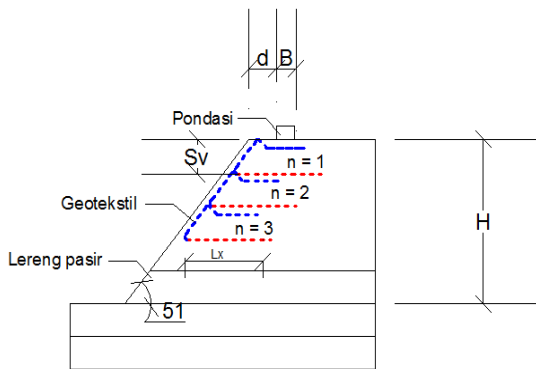 d B
Pondasi
Sv
n = 1
Geotekstil
n = 2
n = 3
H
Lx
Lereng pasir
51